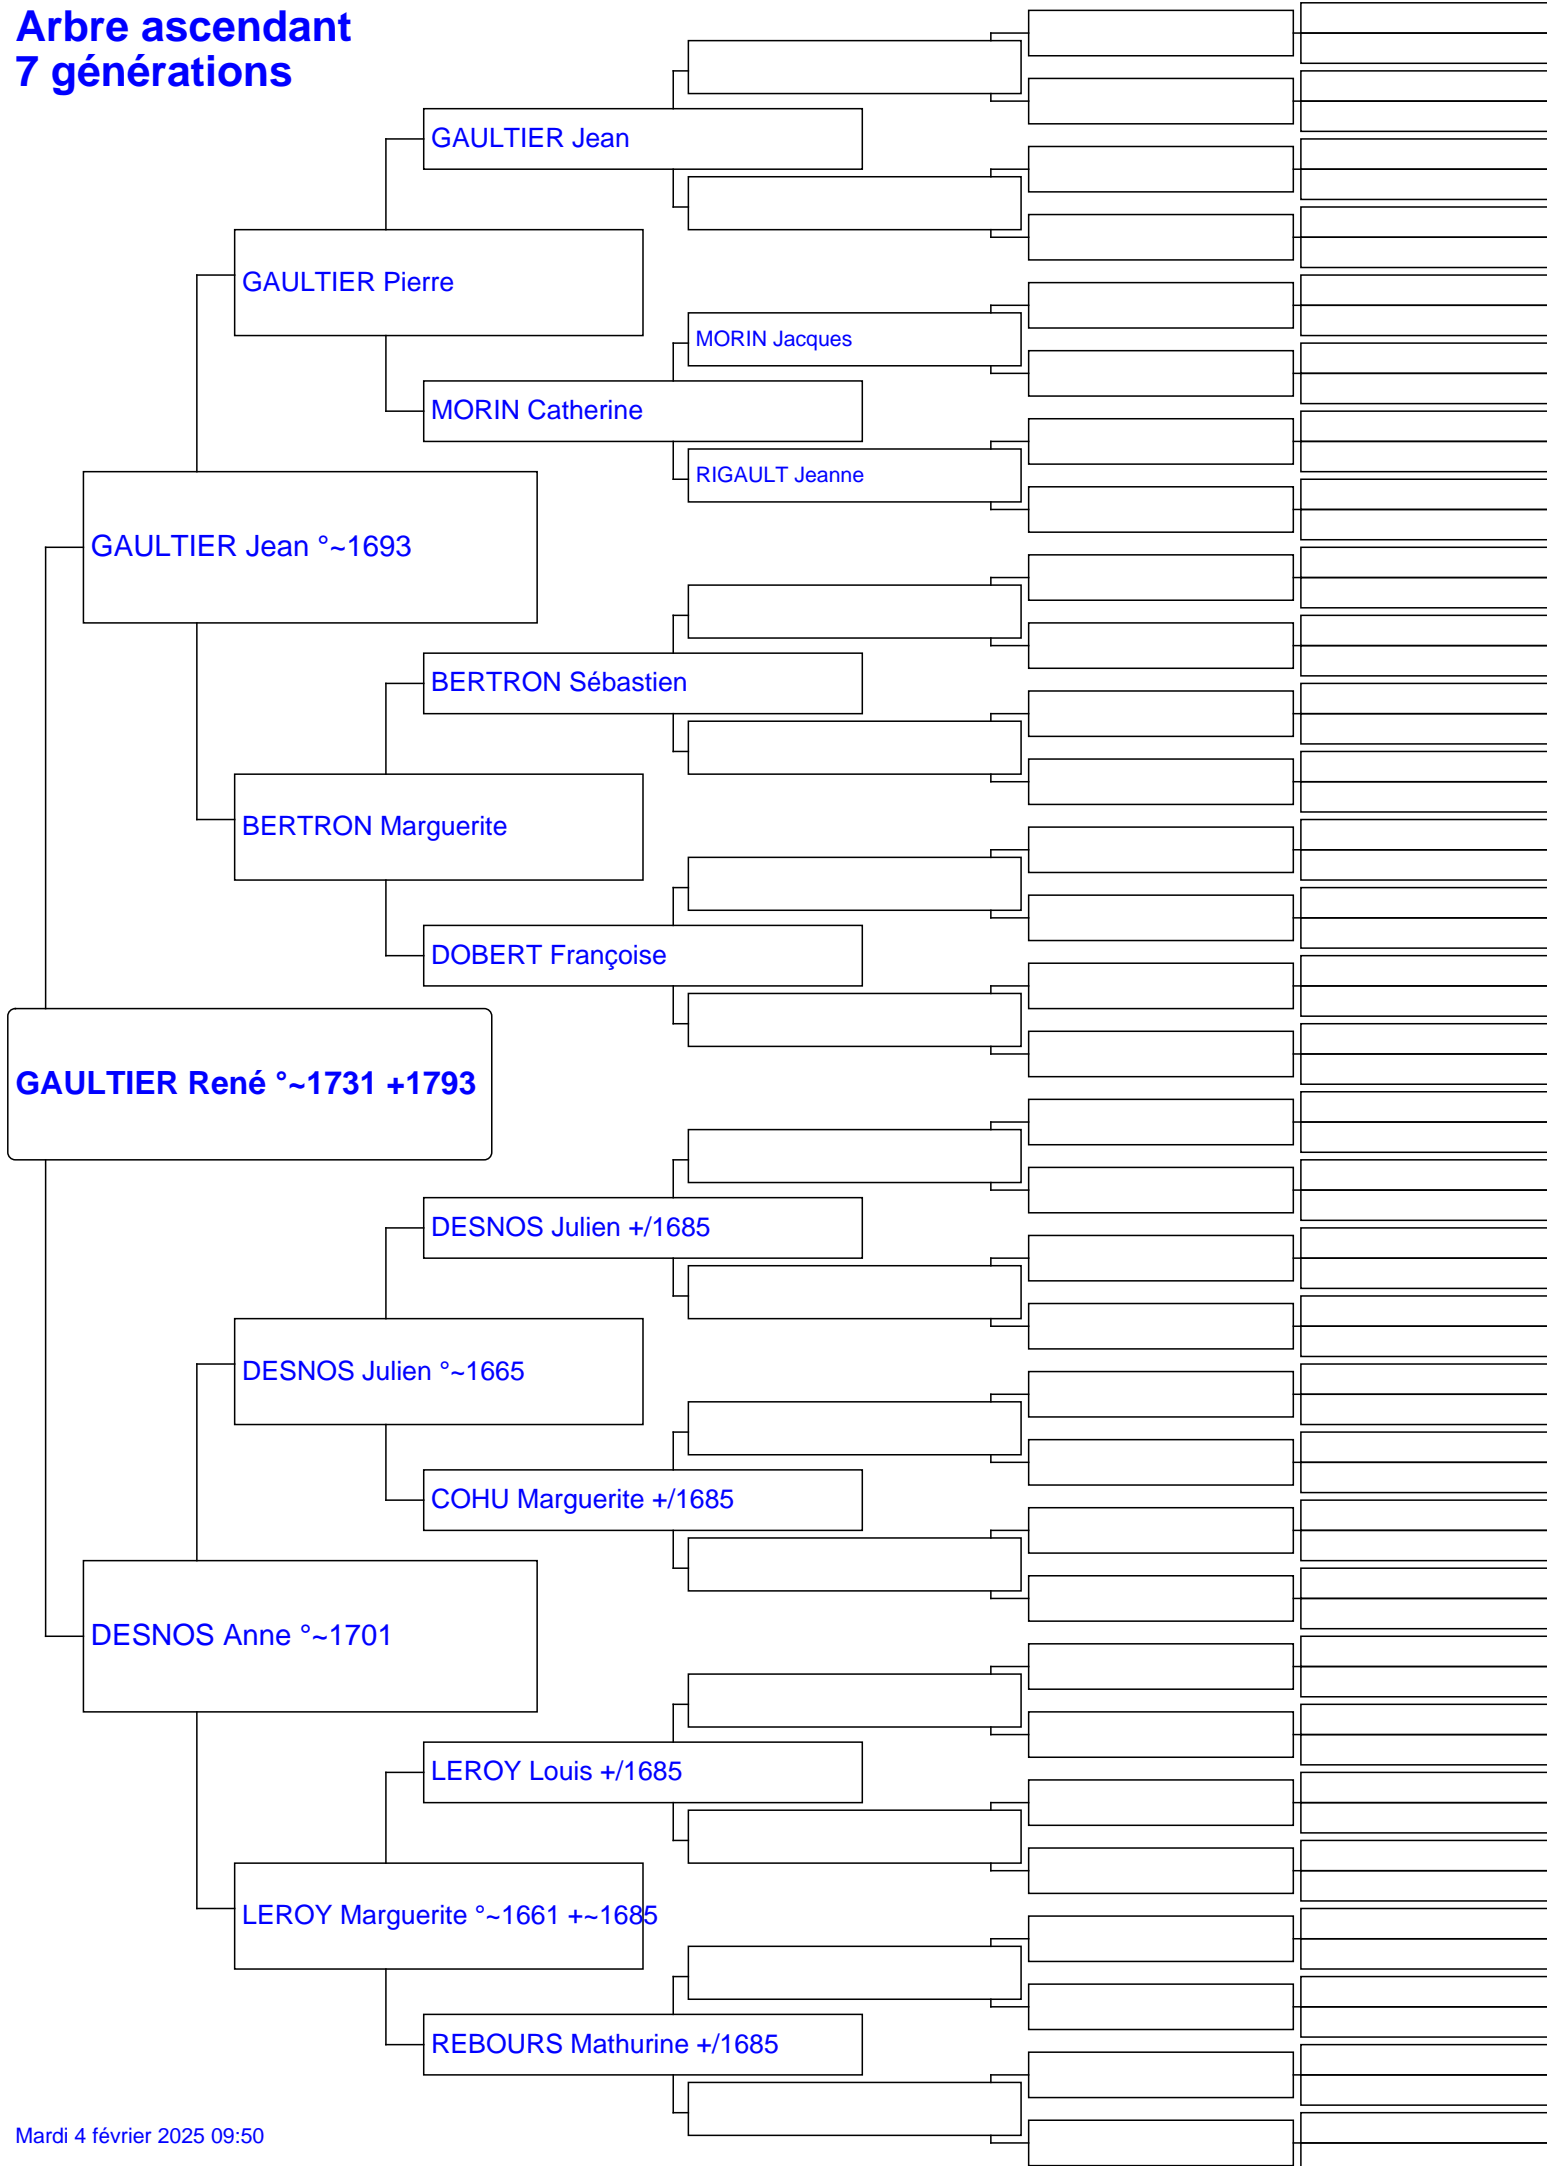 Arbre ascendant
7 générations
GAULTIER Jean
GAULTIER Pierre
MORIN Jacques
MORIN Catherine
RIGAULT Jeanne
GAULTIER Jean °~1693
BERTRON Sébastien
BERTRON Marguerite
DOBERT Françoise
GAULTIER René °~1731 +1793
DESNOS Julien +/1685
DESNOS Julien °~1665
COHU Marguerite +/1685
DESNOS Anne °~1701
LEROY Louis +/1685
LEROY Marguerite °~1661 +~1685
REBOURS Mathurine +/1685
Mardi 4 février 2025 09:50